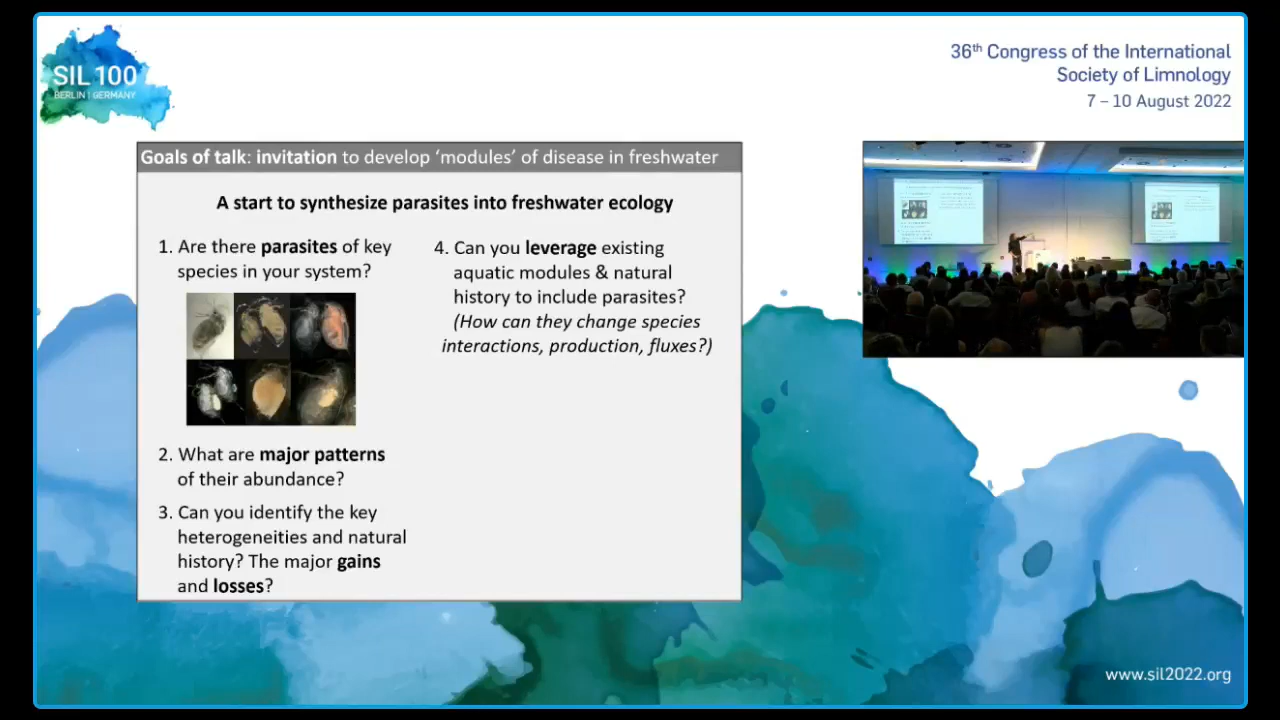 SIL 100
BERLIN | GERMANY
36th Congress of the International
Society of Limnology
7 – 10 August 2022
Goals of talk: invitation to develop ‘modules’ of disease in freshwater
A start to synthesize parasites into freshwater ecology
1. Are there parasites of key
species in your system?
2. What are major patterns
of their abundance?
3. Can you identify the key
heterogeneities and natural
history? The major gains
and losses?
4. Can you leverage existing
aquatic modules & natural
history to include parasites?
(How can they change species
interactions, production, fluxes?)
www.sil2022.org